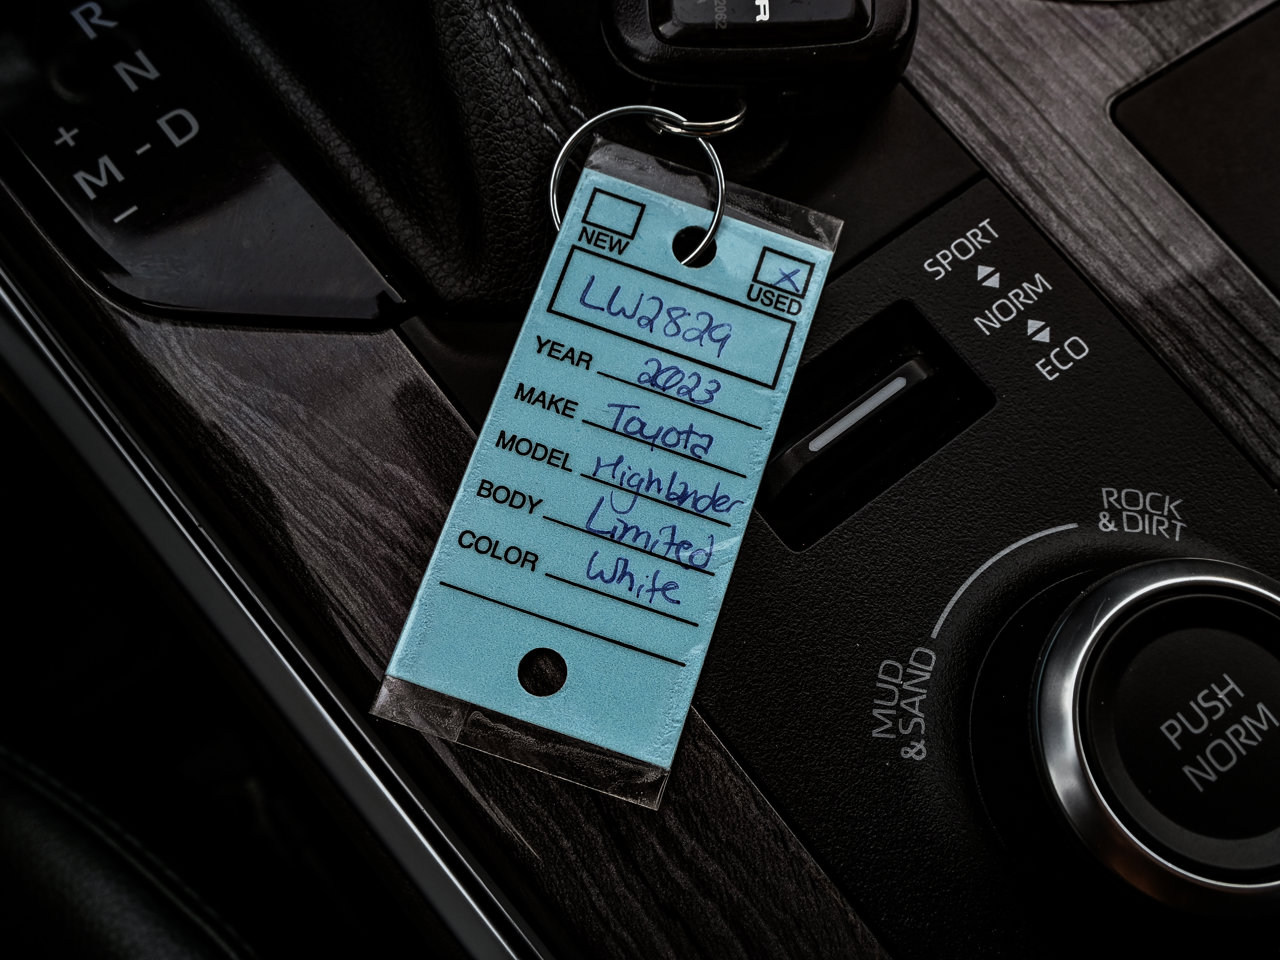 R
N
+
M - D
–
2062
R
NEW
X
USED
LW2829
YEAR 2023
MAKE Toyota
MODEL Highlander
BODY Limited
COLOR White
SPORT
NORM
ECO
ROCK
& DIRT
MUD
& SAND
PUSH
NORM